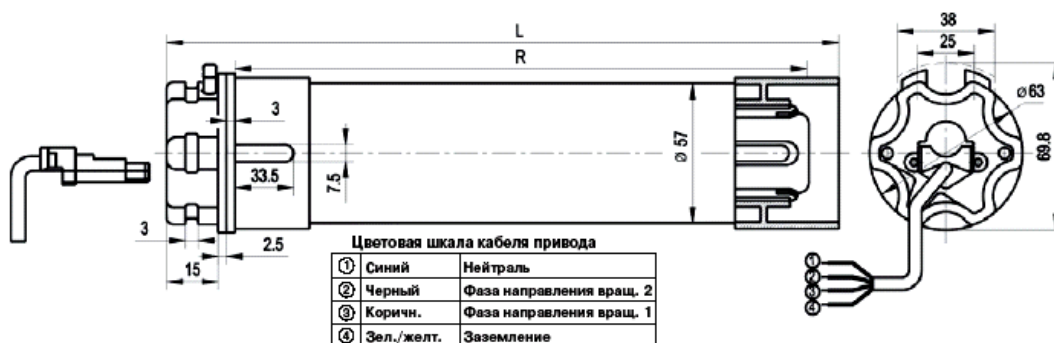 L
R
38
25
Ø 63
69.8
3
33.5
7.5
Ø 57
3
2.5
15
Цветовая шкала кабеля привода
① Синий Нейтраль
② Черный Фаза направления вращ. 2
③ Коричн. Фаза направления вращ. 1
④ Зел./желт. Заземление
①
②
③
④